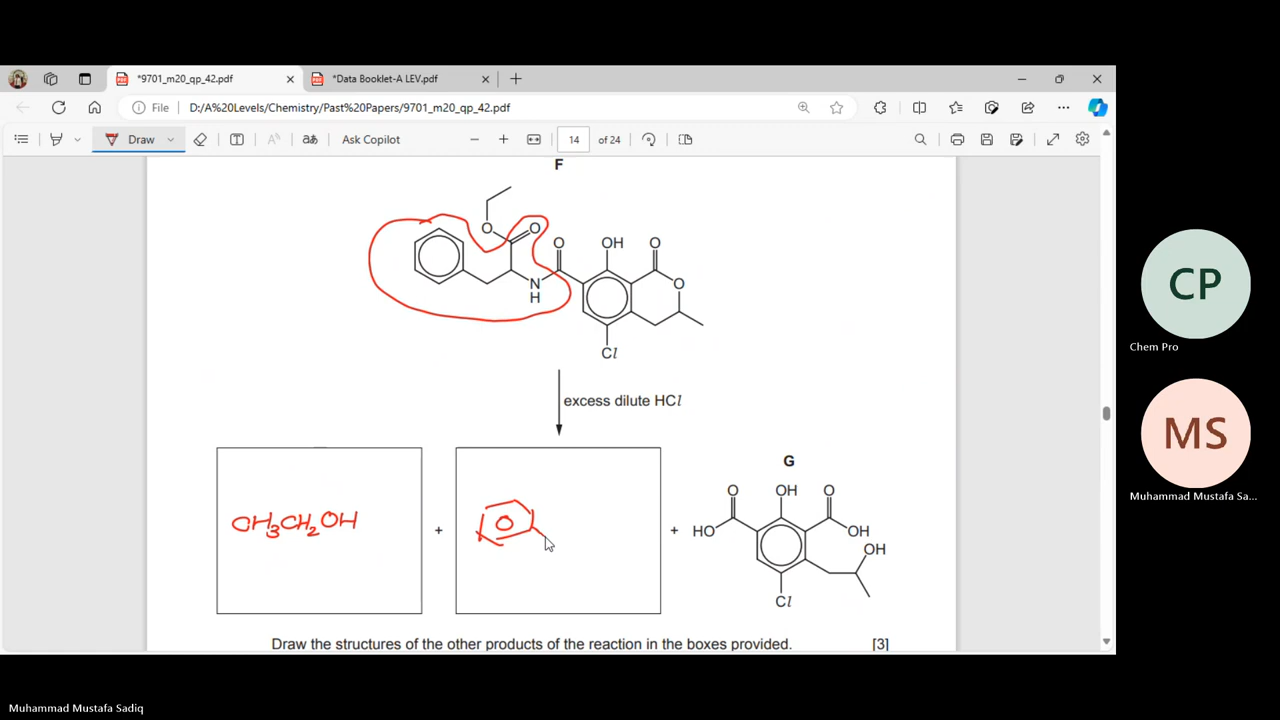 *9701_m20_qp_42.pdf
*Data Booklet-A LEV.pdf
File
D:/A%20Levels/Chemistry/Past%20Papers/9701_m20_qp_42.pdf
Draw
Ask Copilot
14
of 24
F
O
O
O
OH
O
O
N
H
Cl
excess dilute HCl
G
CH3CH2OH
+
+
O
OH
O
HO
OH
OH
Cl
Draw the structures of the other products of the reaction in the boxes provided.
[3]
CP
Chem Pro
MS
Muhammad Mustafa Sa...
Muhammad Mustafa Sadiq